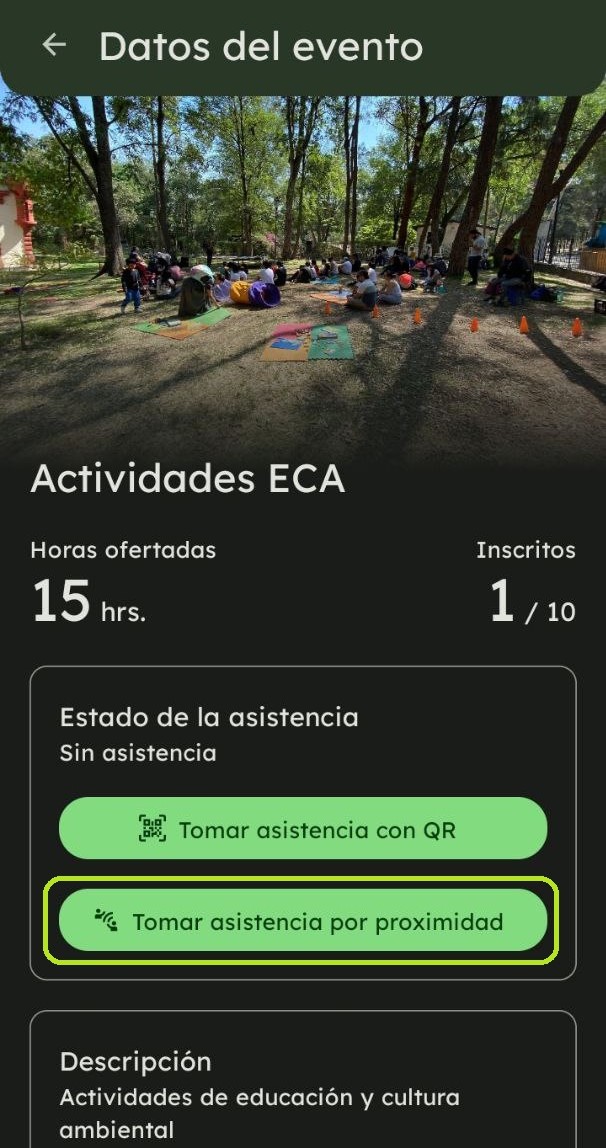 Datos del evento
Actividades ECA
Horas ofertadas
Inscritos
15 hrs.
1 / 10
Estado de la asistencia
Sin asistencia
Tomar asistencia con QR
Tomar asistencia por proximidad
Descripción
Actividades de educación y cultura
ambiental